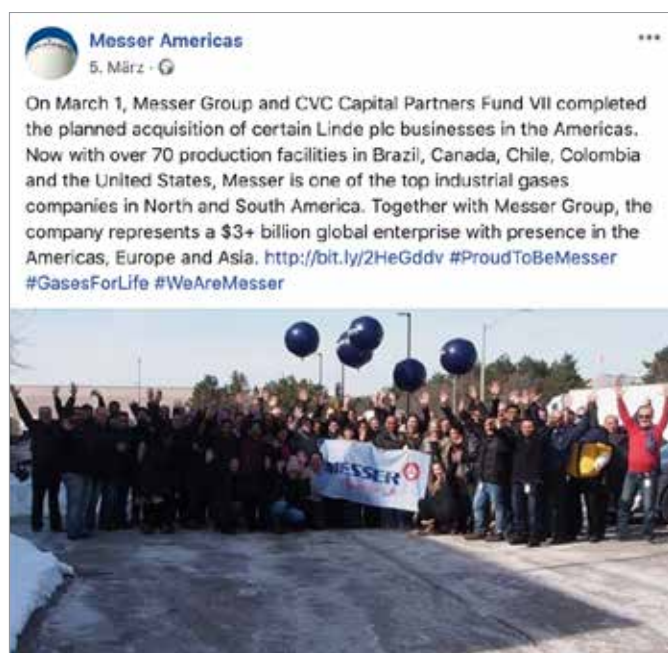 Messer Americas
5. März
On March 1, Messer Group and CVC Capital Partners Fund VII completed
the planned acquisition of certain Linde plc businesses in the Americas.
Now with over 70 production facilities in Brazil, Canada, Chile, Colombia
and the United States, Messer is one of the top industrial gases
companies in North and South America. Together with Messer Group, the
company represents a $3+ billion global enterprise with presence in the
Americas, Europe and Asia. http://bit.ly/2HeGddv #ProudToBeMesser
#GasesForLife #WeAreMesser
MESSER